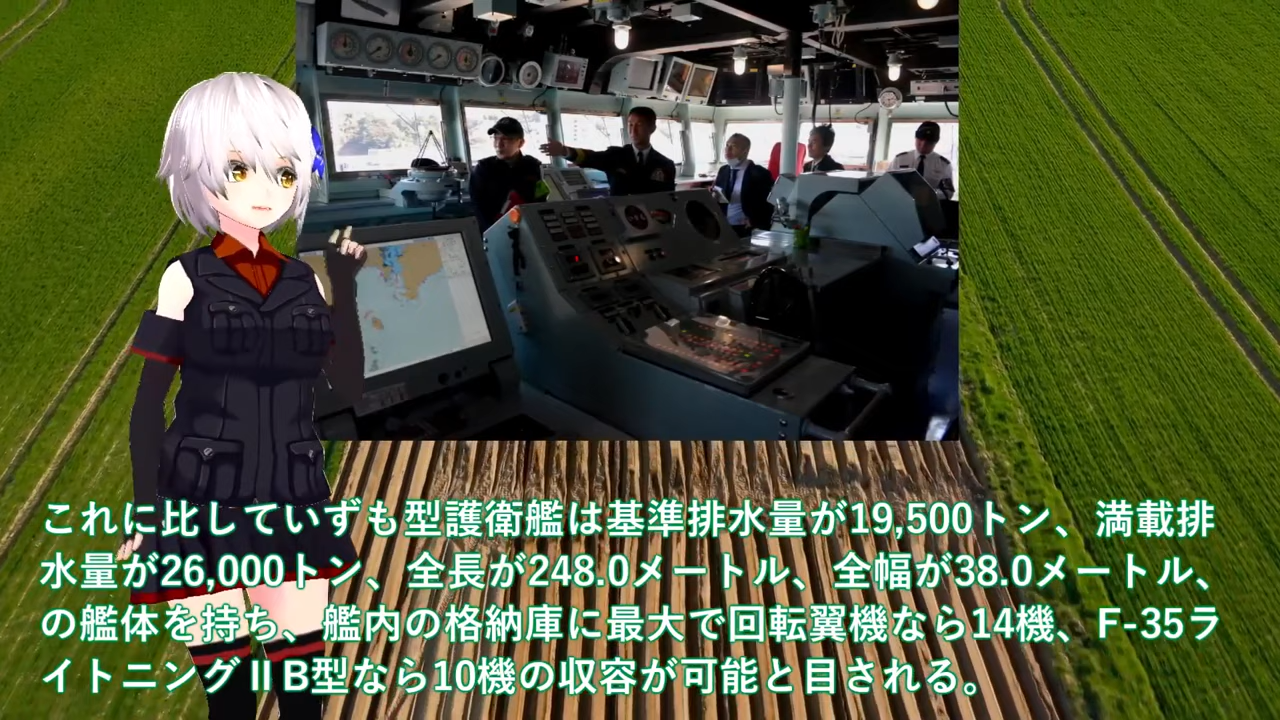 これに比していずも型護衛艦は基準排水量が19,500トン、満載排
水量が26,000トン、全長が248.0メートル、全幅が38.0メートル、
の艦体を持ち、艦内の格納庫に最大で回転翼機なら14機、F-35ラ
イトニングⅡB型なら10機の収容が可能と目される。